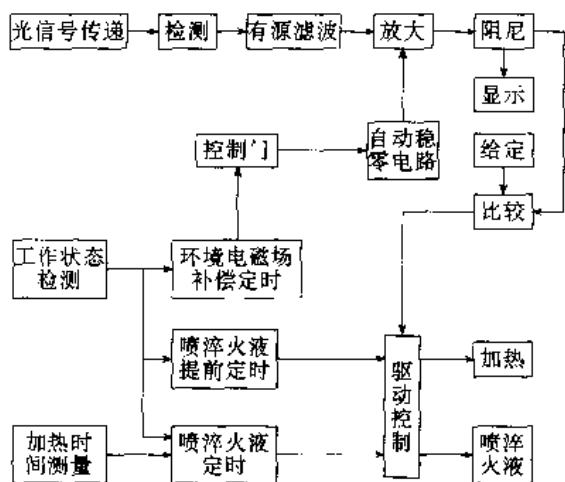 光信号传递
检测
有源滤波
放大
阻尼
显示
控制门
自动稳
零电路
给定
比较
工作状态
检测
环境电磁场
补偿定时
喷淬火液
提前定时
驱动控制
加热
加热时
间测量
喷淬火液
定时
喷淬
火液